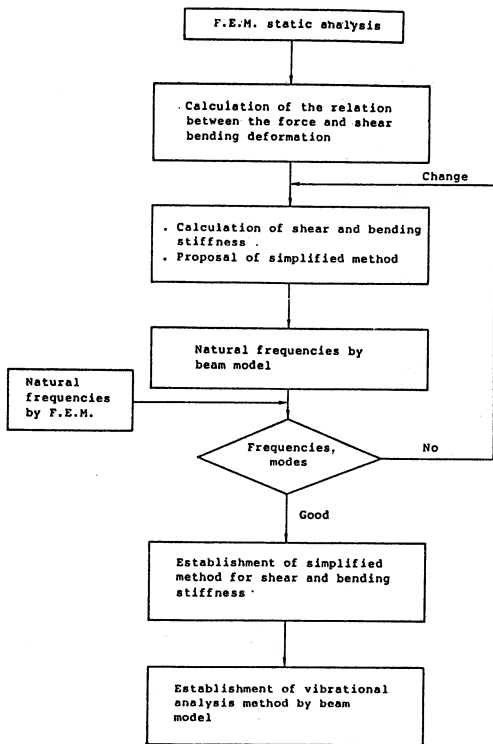 F.E.M. static analysis
Calculation of the relation
between the force and shear
bending deformation
Change
. Calculation of shear and bending
stiffness .
. Proposal of simplified method
Natural frequencies by
beam model
Natural
frequencies
by F.E.M.
Frequencies,
modes
No
Good
Establishment of simplified
method for shear and bending
stiffness
Establishment of vibrational
analysis method by beam
model